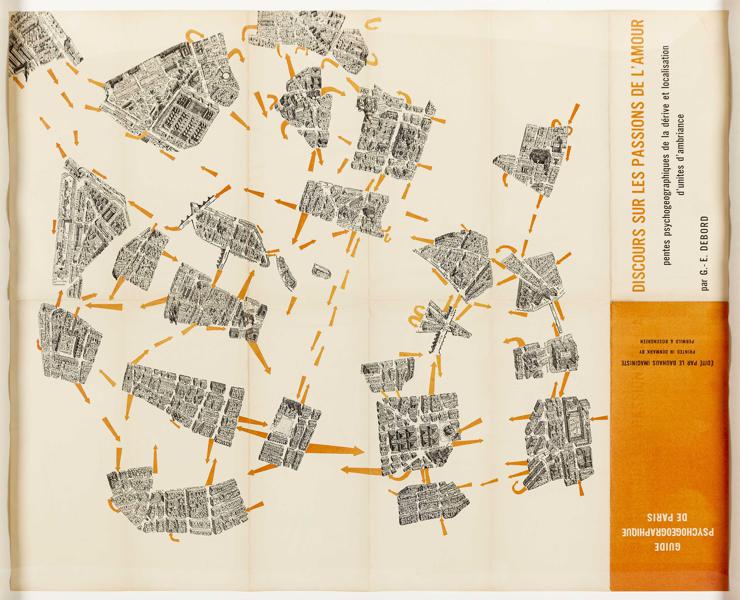 DISCOURS SUR LES PASSIONS DE L'AMOUR
pentes psychogeographiques de la dérive et localisation
d'unites d'ambiance
par G.-E. DEBORD
ÉDITÉ PAR LE BAUHAUS IMAGINISTE
PRINTED IN DENMARK BY
PERMILD & ROSENGREEN
GUIDE
PSYCHOGEOGRAPHIQUE
DE PARIS